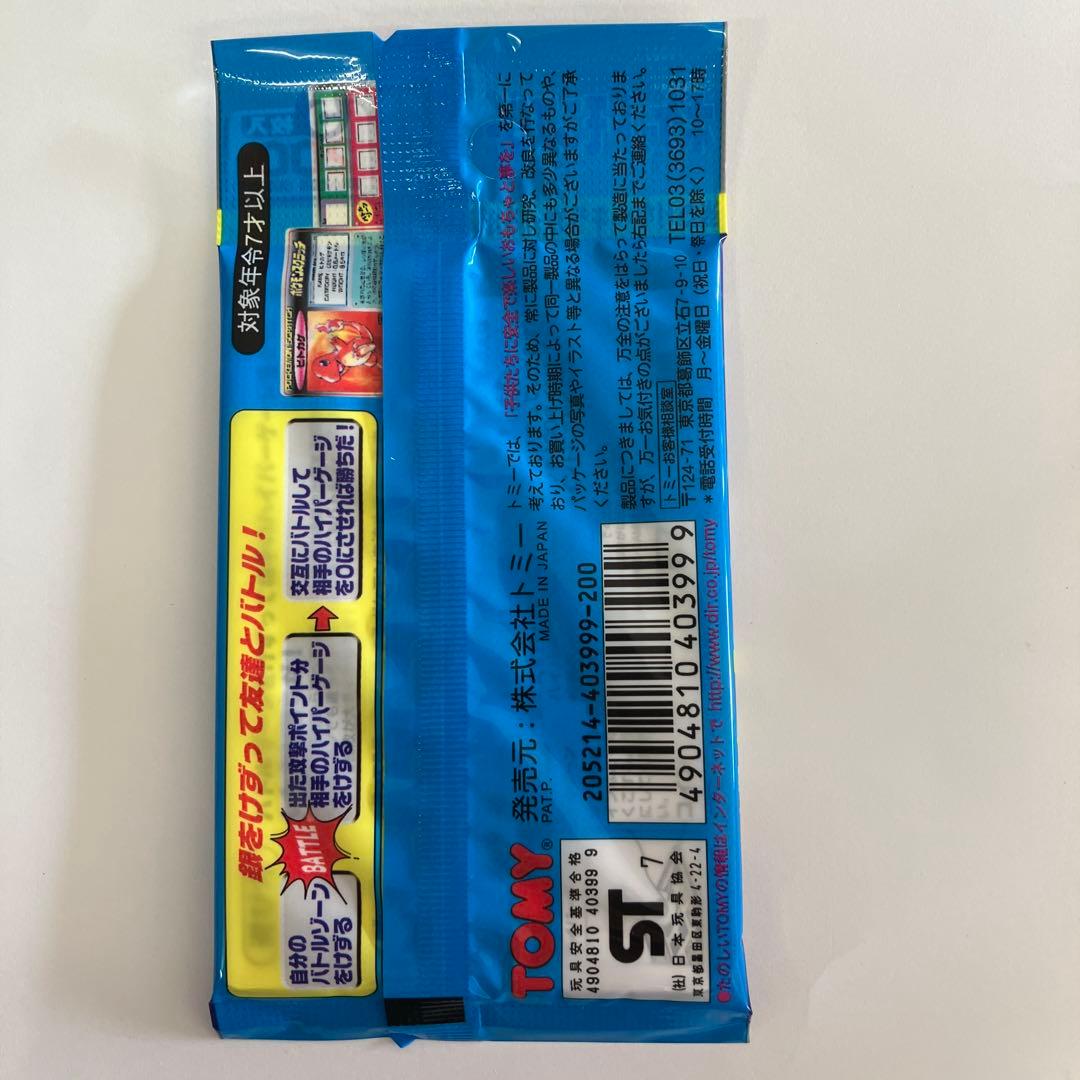 対象年令7才以上
POCKEMON SCRATCH
ヒトカゲ
ポケモンスクラッチ
銀をけずって友達とバトル！
自分の
バトルゾーン
をけずる
BATTLE
出た攻撃ポイント分
相手のハイパーゲージ
をけずる
交互にバトルして
相手のハイパーゲージ
を0にさせれば勝ちだ！
TOMY®
発売元：株式会社トミー
PAT.P. MADE IN JAPAN
205214-403999-200
4904810403999
玩具安全基準合格
4904810 40399 9
ST 7
(社)日本玩具協会
東京都墨田区東駒形4-22-4
トミーでは、「子供たちに安全で楽しいおもちゃと夢を」を第一に
考えております。そのため、常に製品に対し研究、改良を行なって
おり、お買い上げ時期によって同一製品の中にも多少異なるものや、
パッケージの写真やイラスト等と異なる場合がございますがご了承
ください。
製品につきましては、万全の注意をはらって製造に当たっておりま
すが、万一お気付きの点がございましたら右記までご連絡ください。
トミーお客様相談室
〒124-71 東京都葛飾区立石7-9-10 TEL03(3693)1031
＊電話受付時間 月〜金曜日(祝日・祭日を除く) 10〜17時
●たのしいTOMYの情報はインターネットで http://www.dir.co.jp/tomy